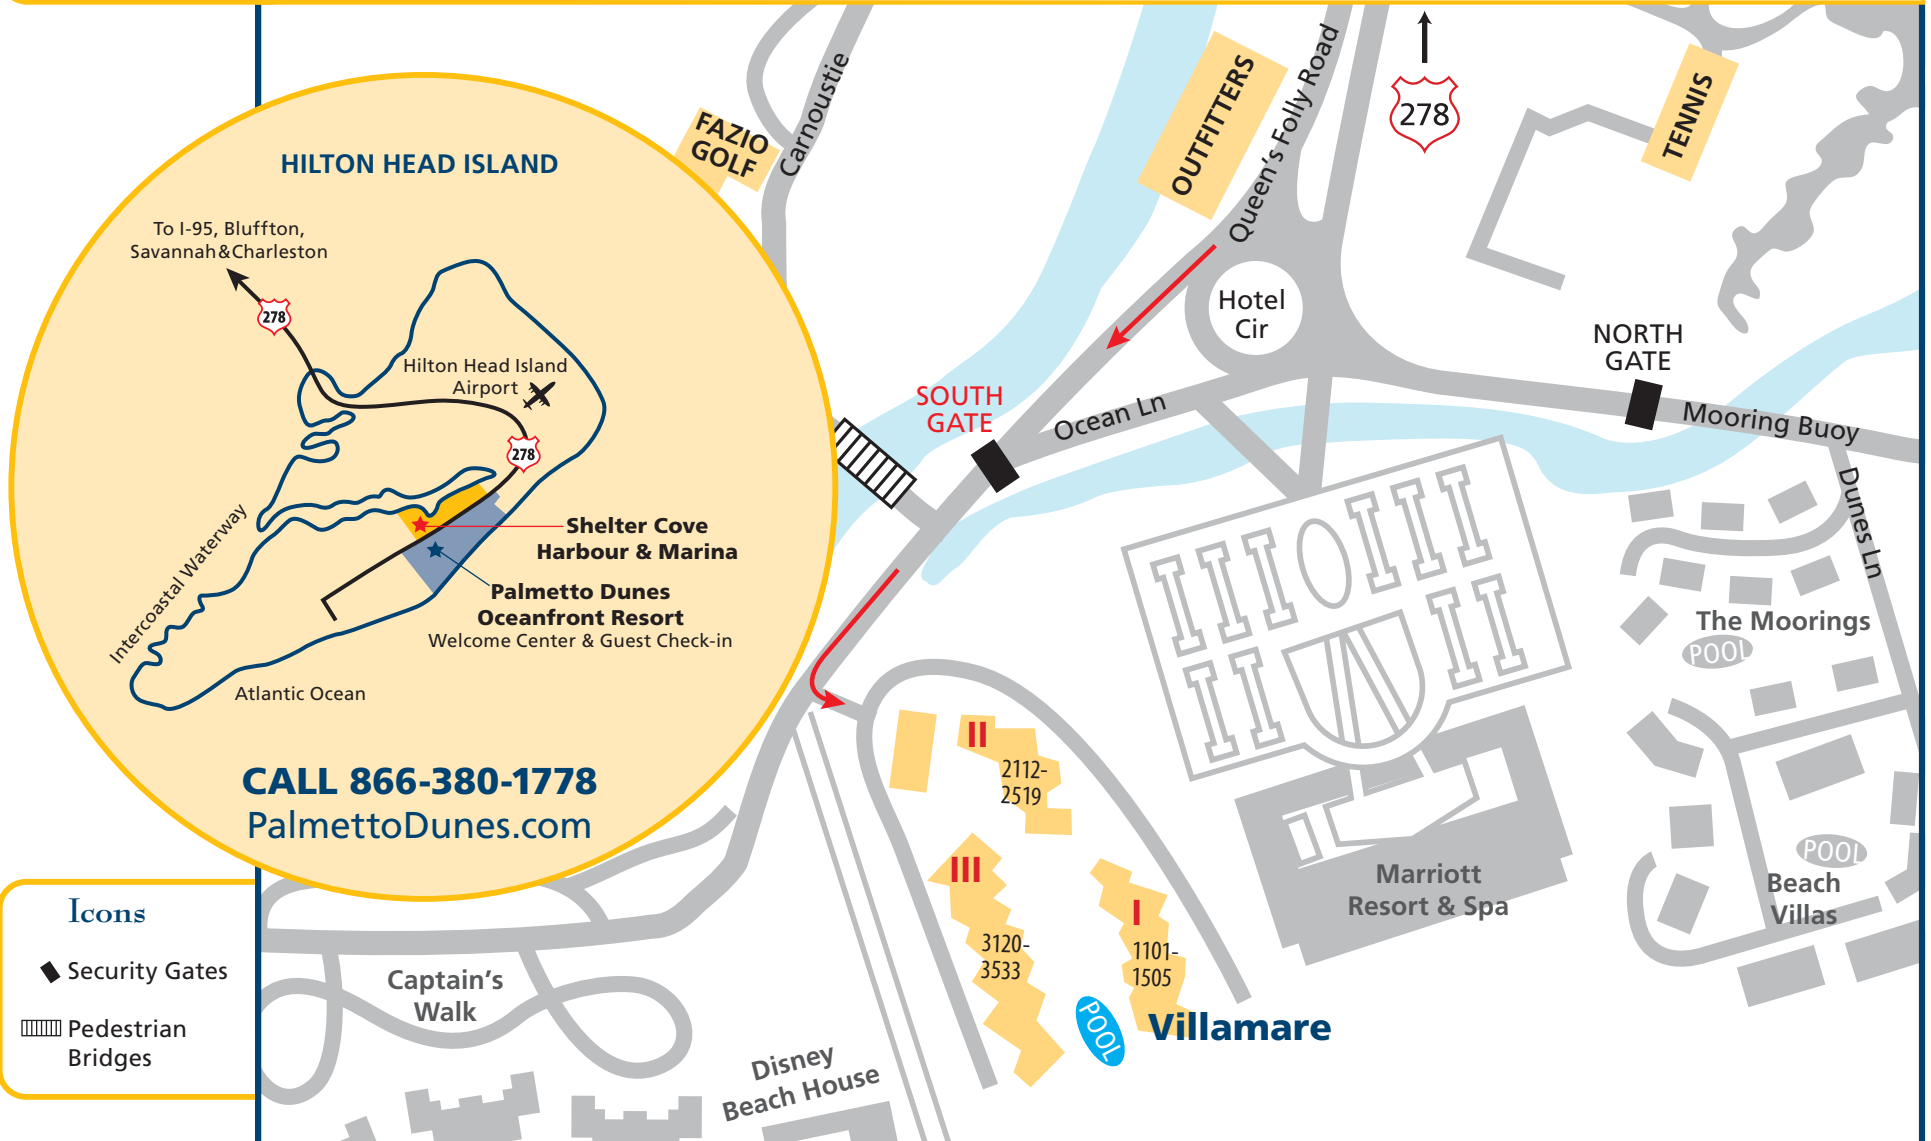 HILTON HEAD ISLAND
To I-95, Bluffton,
Savannah&Charleston
278
Hilton Head Island
Airport
278
Shelter Cove
Harbour & Marina
Palmetto Dunes
Oceanfront Resort
Welcome Center & Guest Check-in
Intercoastal Waterway
Atlantic Ocean
CALL 866-380-1778
PalmettoDunes.com
Icons
Security Gates
Pedestrian
Bridges
FAZIO
GOLF
Carnoustie
OUTFITTERS
Queen's Folly Road
278
TENNIS
Hotel
Cir
NORTH
GATE
SOUTH
GATE
Ocean Ln
Mooring Buoy
Dunes Ln
The Moorings
POOL
II
2112-
2519
III
3120-
3533
I
1101-
1505
POOL
Villamare
Marriott
Resort & Spa
POOL
Beach
Villas
Captain's
Walk
Disney
Beach House